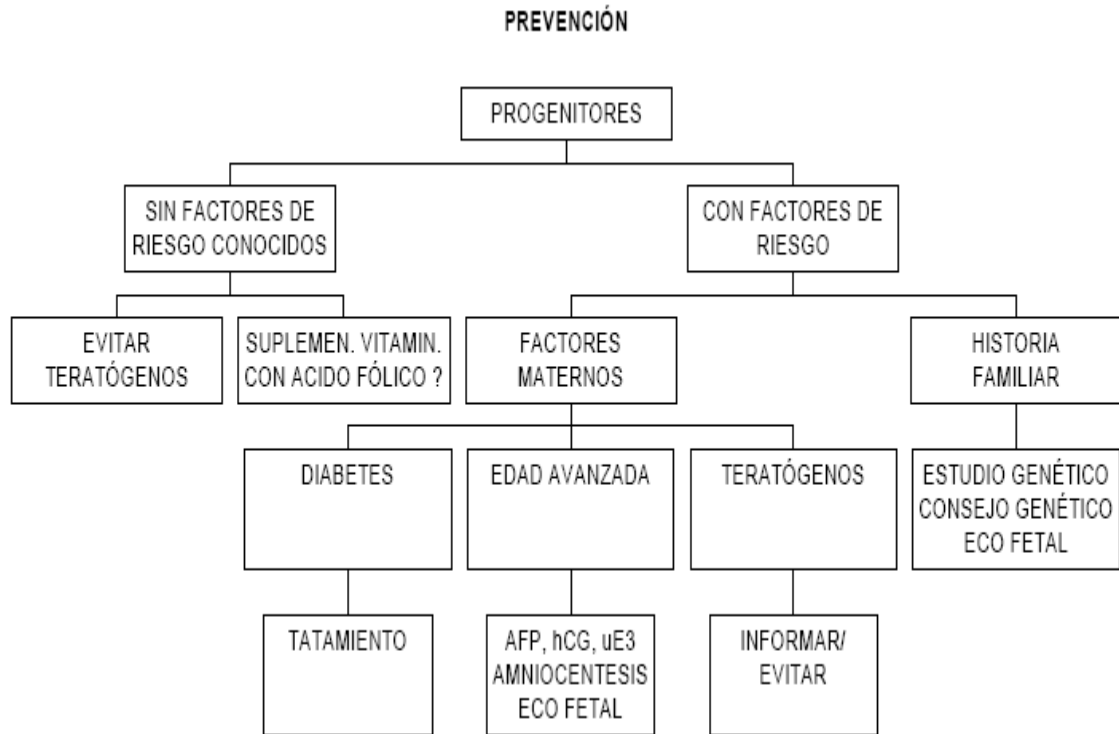 PREVENCIÓN
PROGENITORES
SIN FACTORES DE
RIESGO CONOCIDOS
CON FACTORES DE
RIESGO
EVITAR
TERATÓGENOS
SUPLEMEN. VITAMIN.
CON ACIDO FÓLICO ?
FACTORES
MATERNOS
HISTORIA
FAMILIAR
DIABETES
EDAD AVANZADA
TERATÓGENOS
ESTUDIO GENÉTICO
CONSEJO GENÉTICO
ECO FETAL
TATAMIENTO
AFP, hCG, uE3
AMNIOCENTESIS
ECO FETAL
INFORMAR/
EVITAR